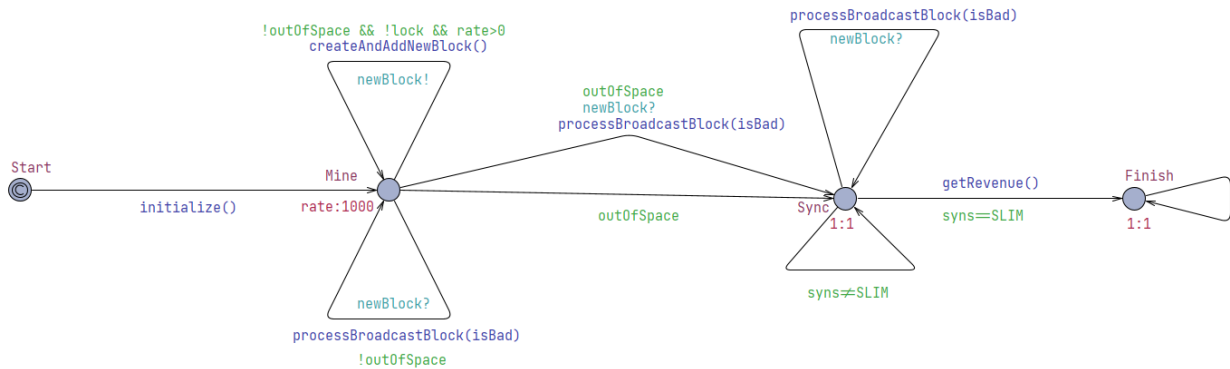 !outOfSpace && !lock && rate>0
createAndAddNewBlock()
newBlock!
processBroadcastBlock(isBad)
newBlock?
outOfSpace
newBlock?
processBroadcastBlock(isBad)
Start
Mine
initialize()
rate:1000
outOfSpace
Sync
1:1
getRevenue()
syns==SLIM
Finish
1:1
newBlock?
processBroadcastBlock(isBad)
!outOfSpace
syns≠SLIM